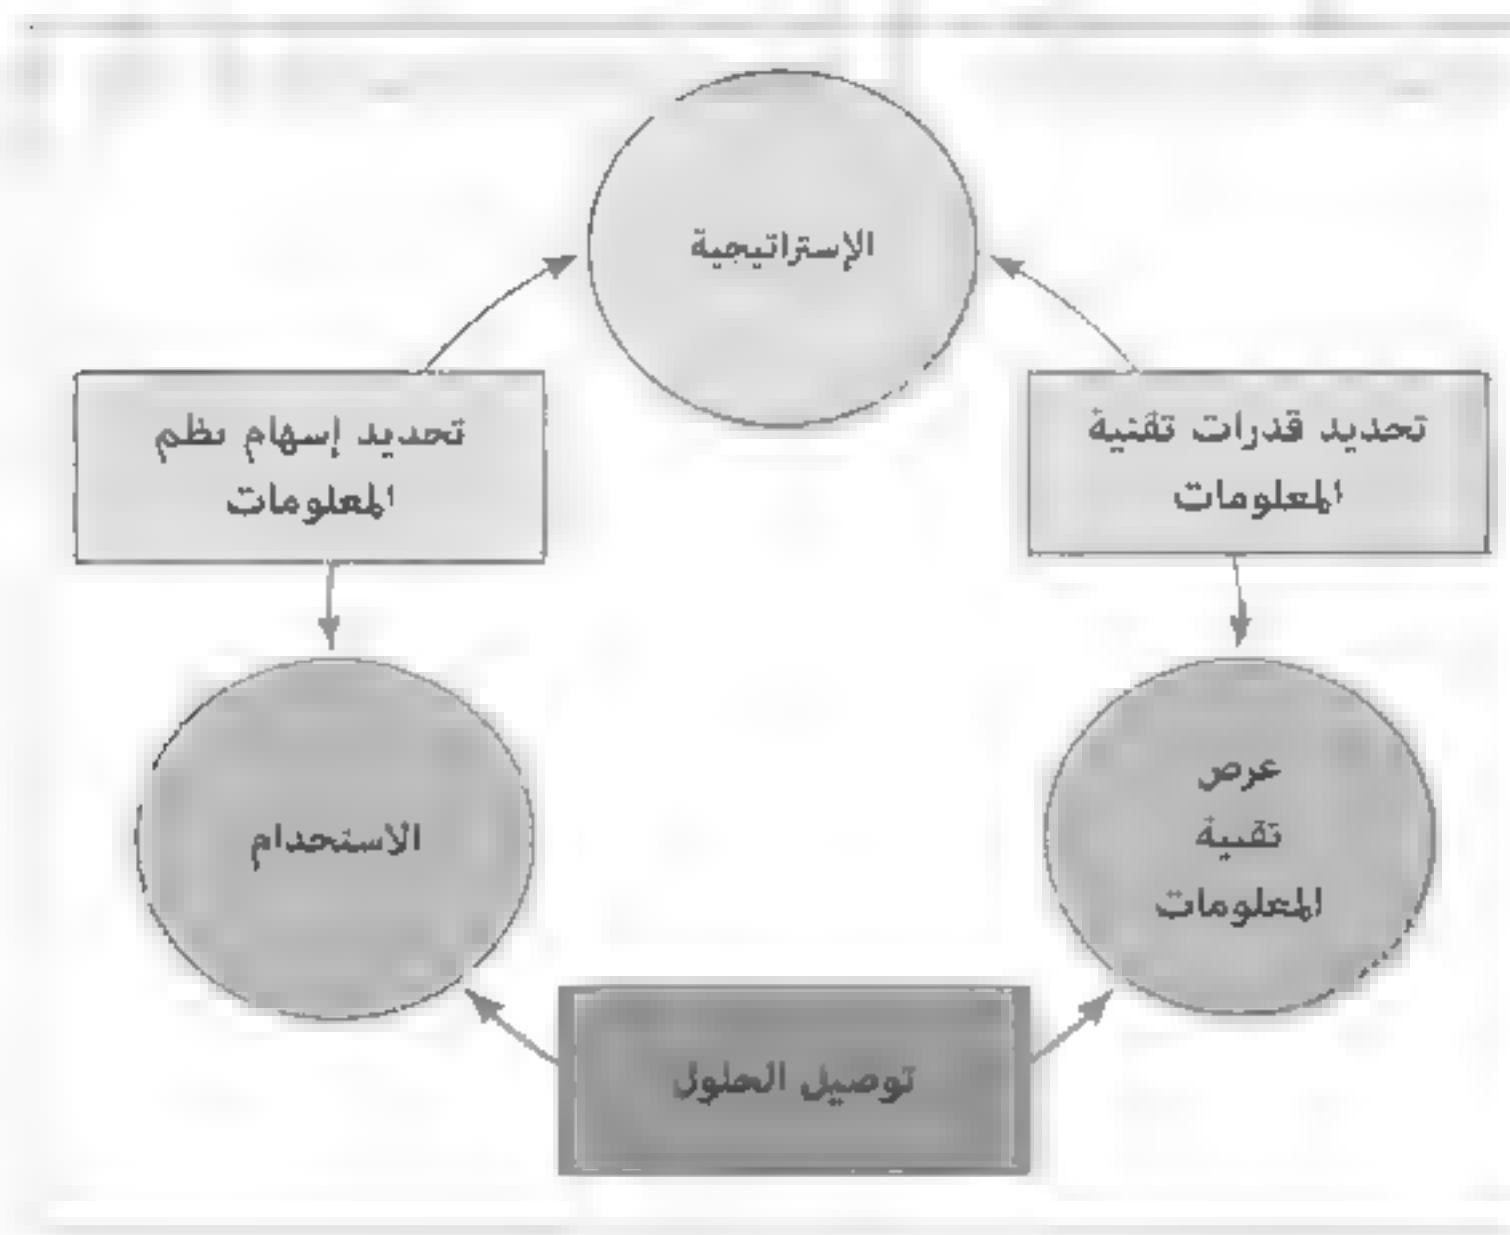 الإستراتيجية
تحديد قدرات تقنية
المعلومات
تحديد إسهام نظم
المعلومات
عرض
تقنية
المعلومات
الاستخدام
توصيل الحلول